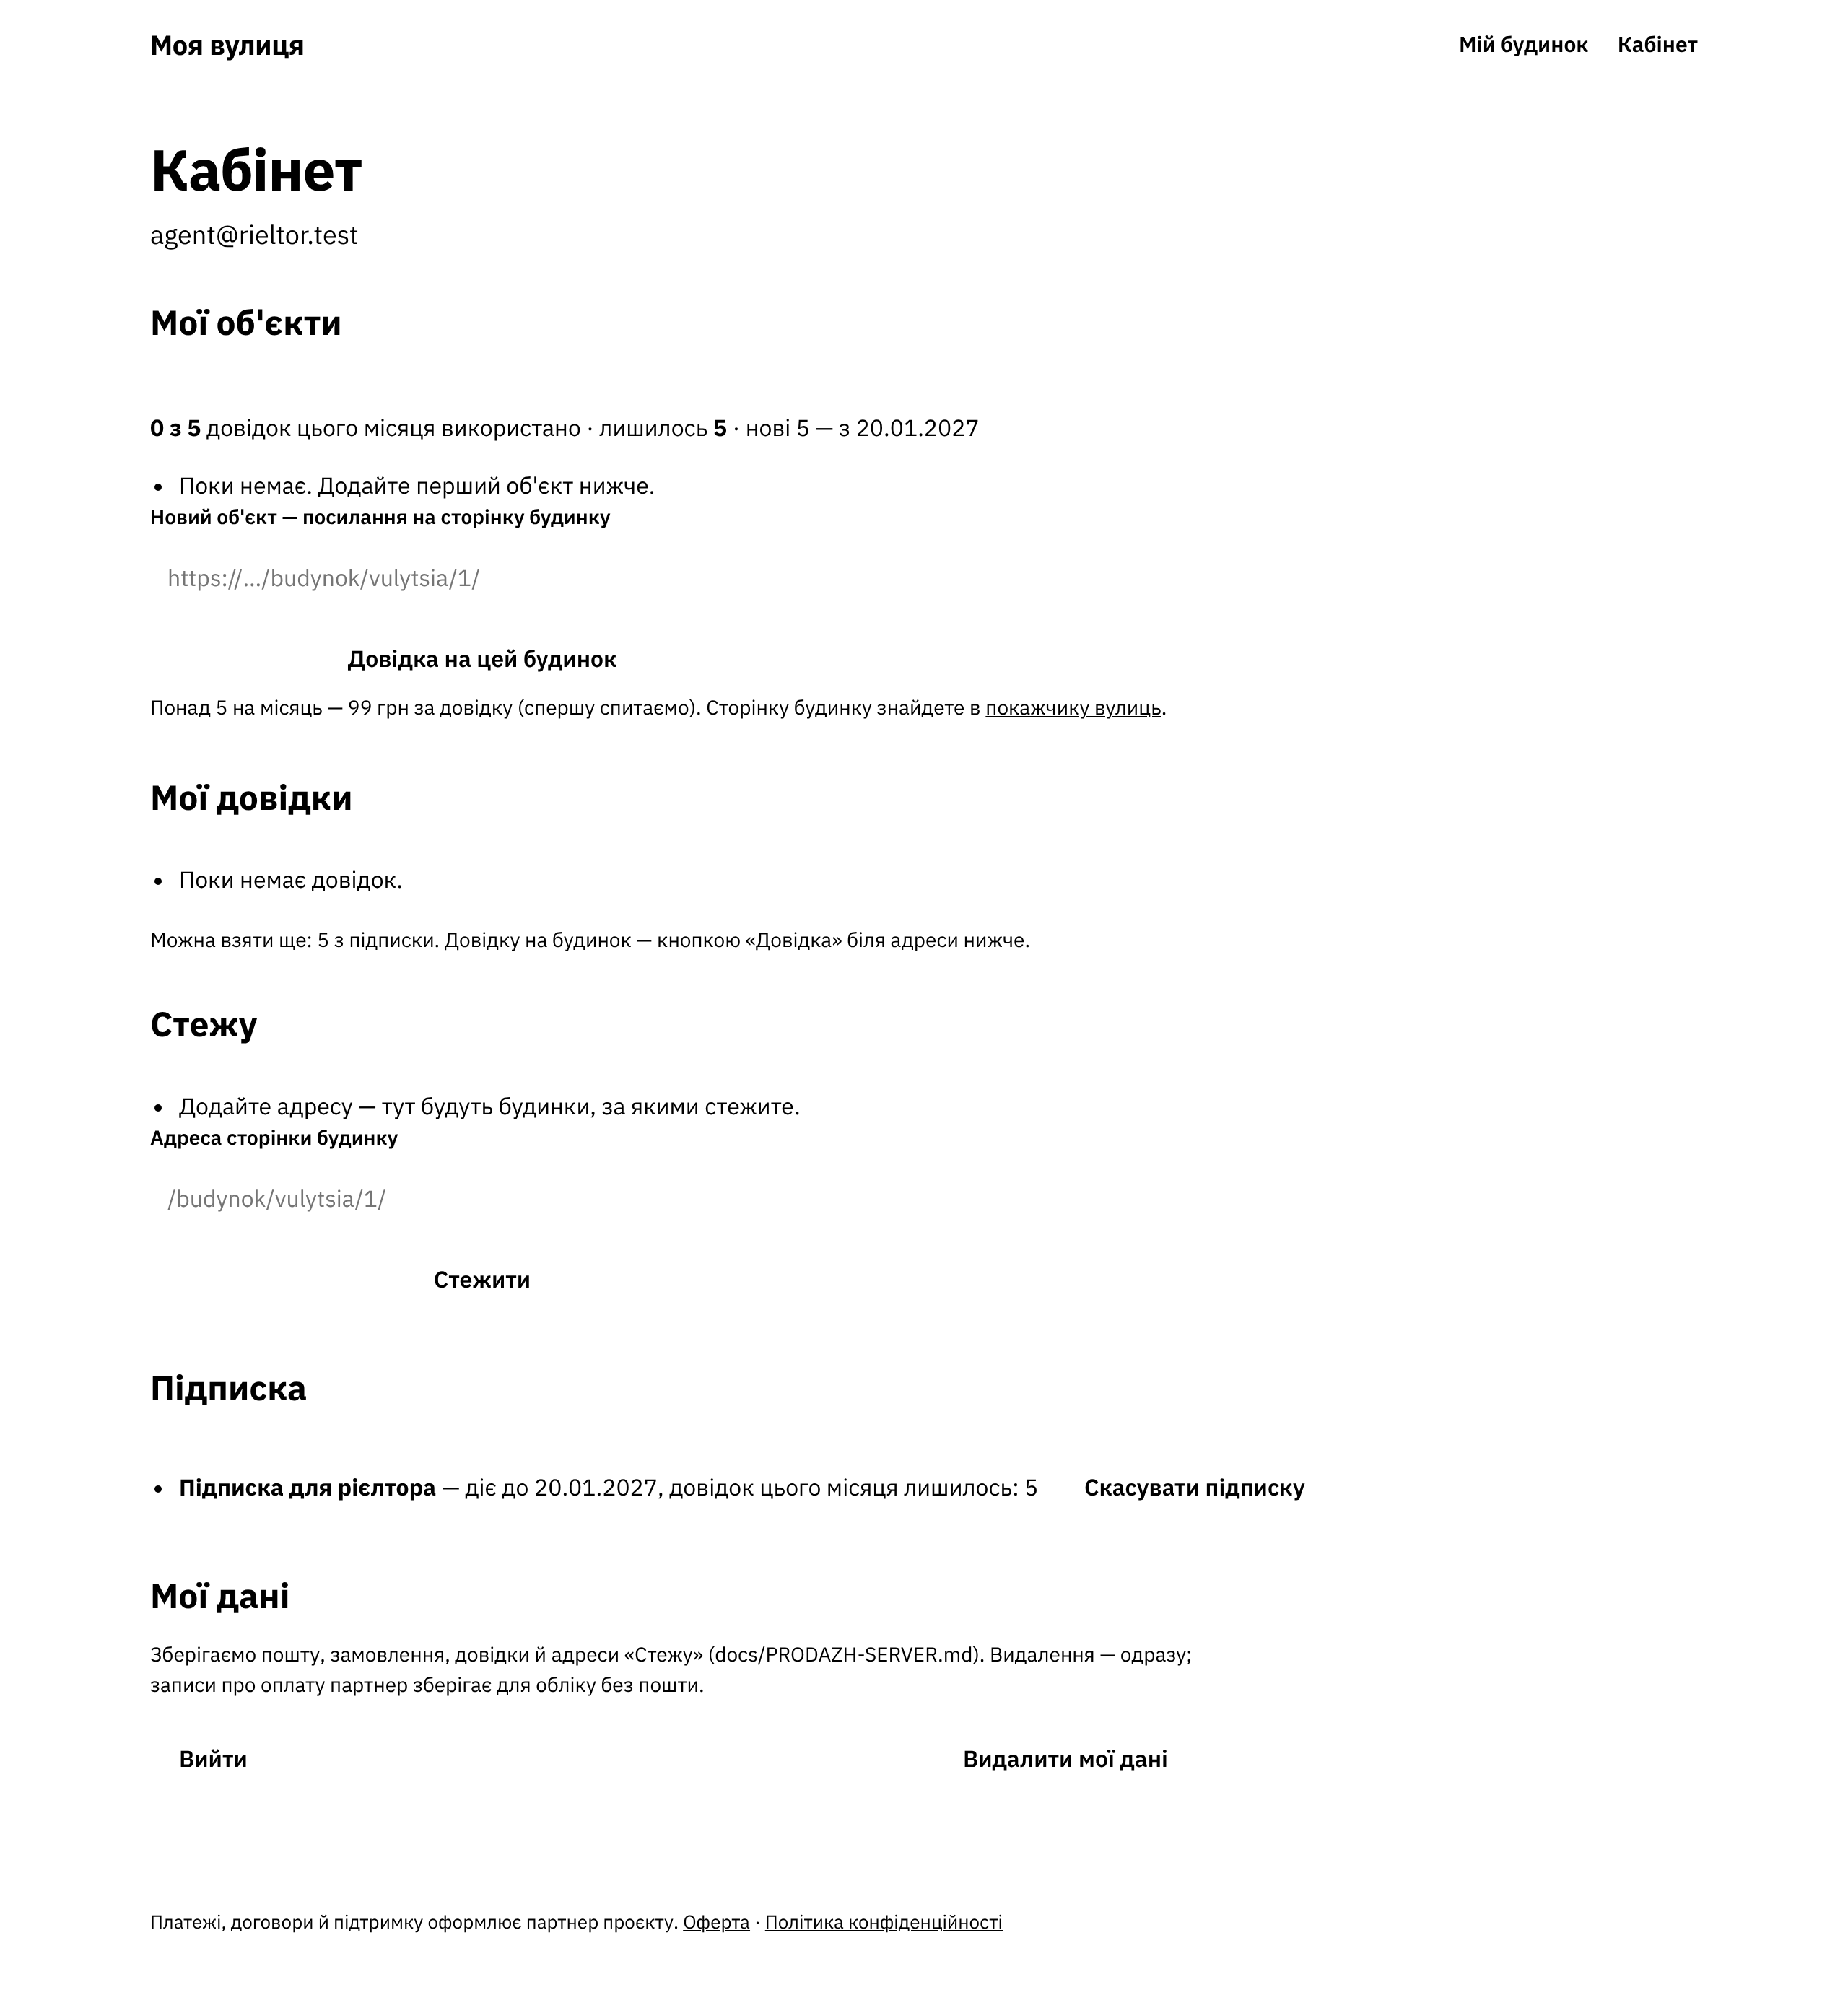 Моя вулиця
Мій будинок Кабінет
Кабінет
agent@rieltor.test
Мої об'єкти
0 з 5 довідок цього місяця використано · лишилось 5 · нові 5 — з 20.01.2027
• Поки немає. Додайте перший об'єкт нижче.
Новий об'єкт — посилання на сторінку будинку
https://.../budynok/vulytsia/1/
Довідка на цей будинок
Понад 5 на місяць — 99 грн за довідку (спершу спитаємо). Сторінку будинку знайдете в покажчику вулиць.
Мої довідки
• Поки немає довідок.
Можна взяти ще: 5 з підписки. Довідку на будинок — кнопкою «Довідка» біля адреси нижче.
Стежу
• Додайте адресу — тут будуть будинки, за якими стежите.
Адреса сторінки будинку
/budynok/vulytsia/1/
Стежити
Підписка
• Підписка для рієлтора — діє до 20.01.2027, довідок цього місяця лишилось: 5 Скасувати підписку
Мої дані
Зберігаємо пошту, замовлення, довідки й адреси «Стежу» (docs/PRODAZH-SERVER.md). Видалення — одразу;
записи про оплату партнер зберігає для обліку без пошти.
Вийти Видалити мої дані
Платежі, договори й підтримку оформлює партнер проєкту. Оферта · Політика конфіденційності